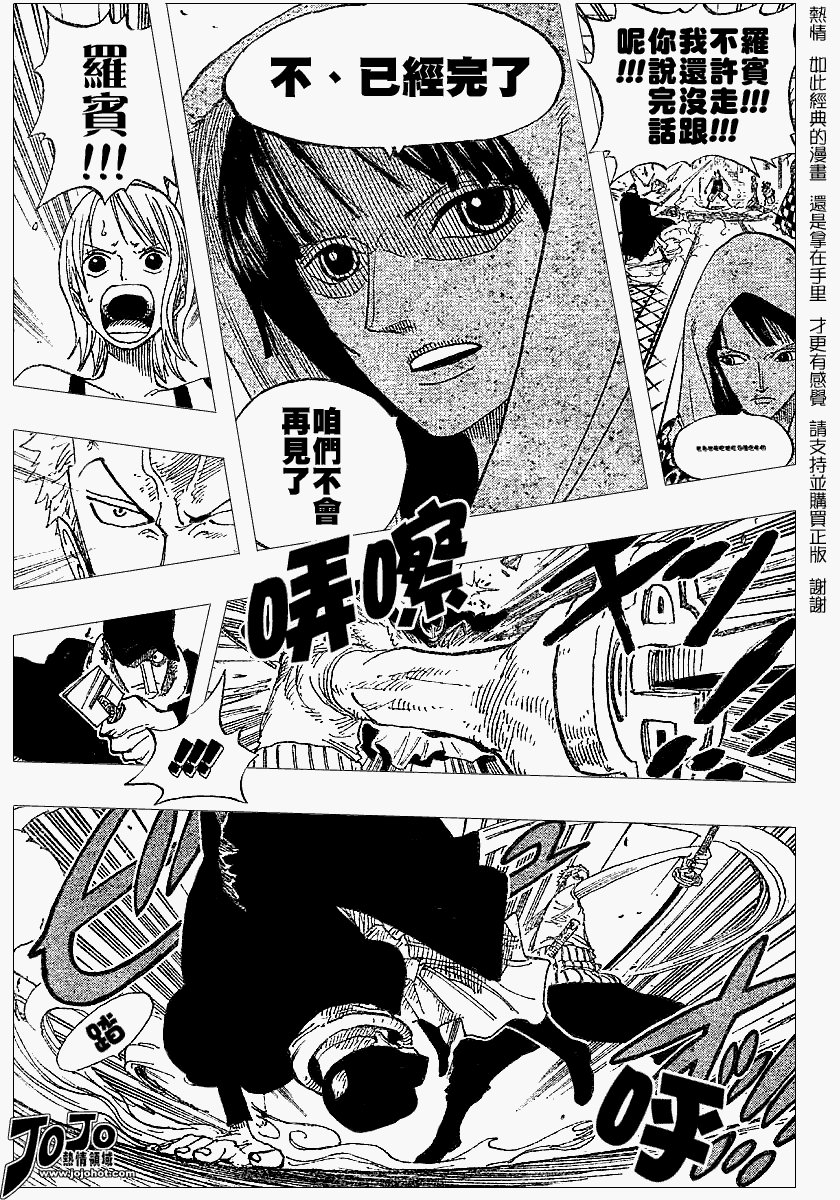 羅賓!!!
不許走!!!
我還沒跟
你說完話
呢!!!
…………
不、已經完了
咱們不會
再見了
羅賓!!!
嚓
哢
!!!
踏
呼
熱情 如此經典的漫畫 還是拿在手里 才更有感覺 請支持並購買正版 謝謝
JOJO
熱情領域
www.jojohot.com